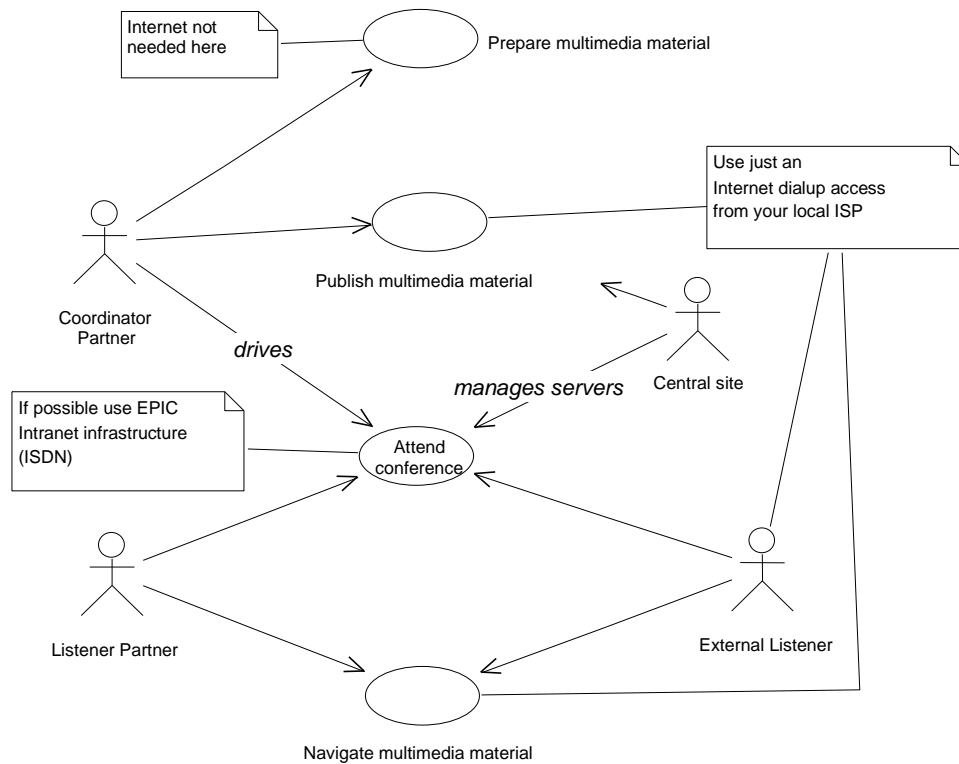 Internet not
needed here
Prepare multimedia material
Use just an
Internet dialup access
from your local ISP
Publish multimedia material
Coordinator
Partner
drives
manages servers
Central site
If possible use EPIC
Intranet infrastructure
(ISDN)
Attend
conference
Listener Partner
External Listener
Navigate multimedia material